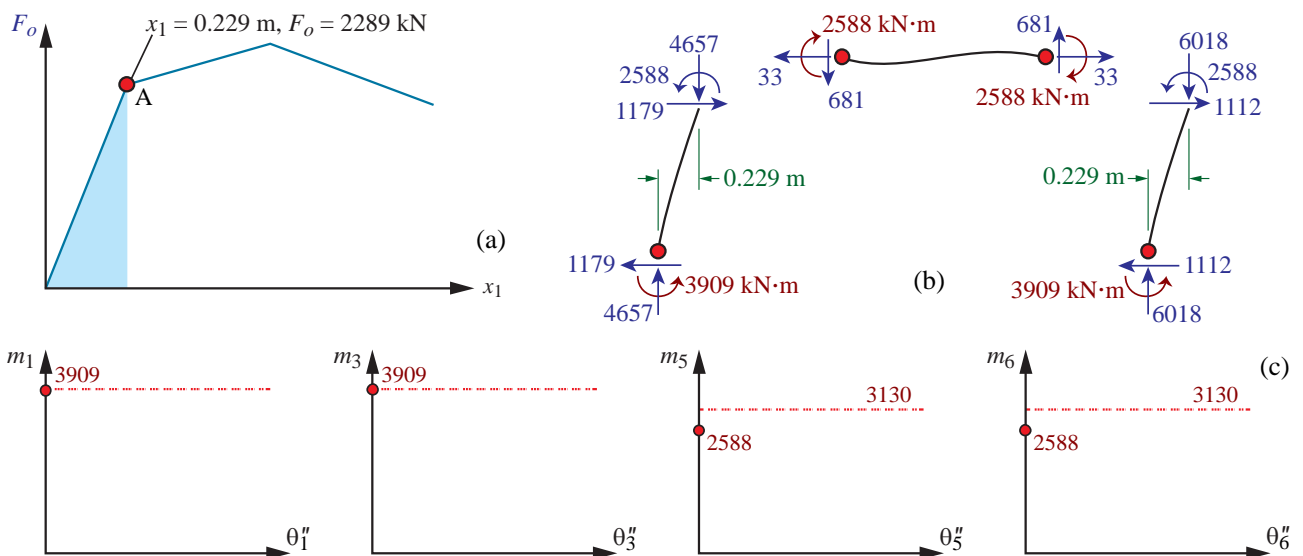 F_o
x_1 = 0.229 m, F_o = 2289 kN
A
(a)
x_1
4657
2588
1179
0.229 m
1179
3909 kN·m
4657
2588 kN·m
33
681
681
33
2588 kN·m
(b)
6018
2588
1112
0.229 m
1112
3909 kN·m
6018
m_1
3909
θ″_1
m_3
3909
θ″_3
m_5
3130
2588
θ″_5
m_6
3130
2588
θ″_6
(c)